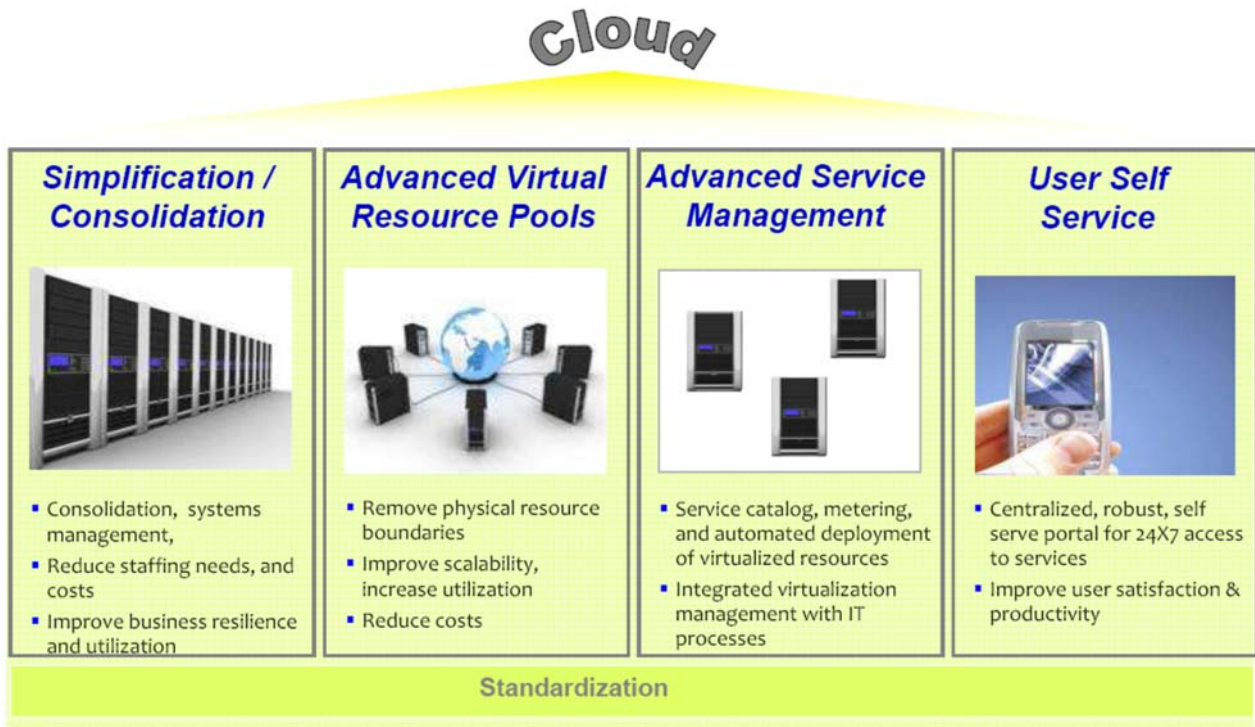 Cloud
Simplification /
Consolidation
▪ Consolidation, systems
management,
▪ Reduce staffing needs, and
costs
▪ Improve business resilience
and utilization
Advanced Virtual
Resource Pools
▪ Remove physical resource
boundaries
▪ Improve scalability,
increase utilization
▪ Reduce costs
Advanced Service
Management
▪ Service catalog, metering,
and automated deployment
of virtualized resources
▪ Integrated virtualization
management with IT
processes
User Self
Service
▪ Centralized, robust, self
serve portal for 24X7 access
to services
▪ Improve user satisfaction &
productivity
Standardization